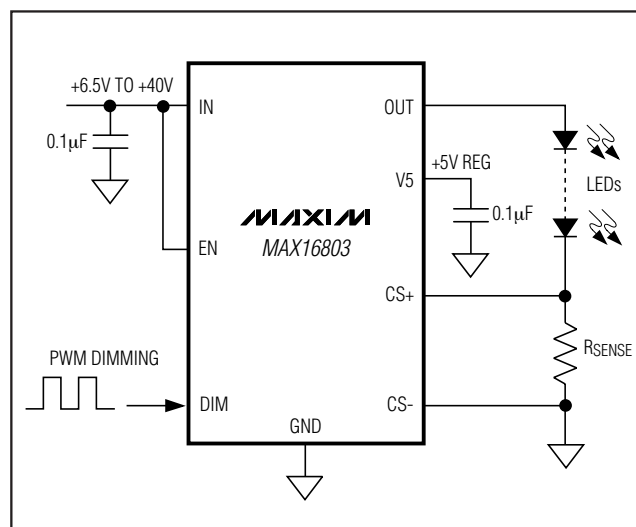 +6.5V TO +40V
IN
OUT
0.1µF
+5V REG
V5
LEDs
MAXIM
MAX16803
0.1µF
EN
CS+
RSENSE
PWM DIMMING
DIM
CS-
GND